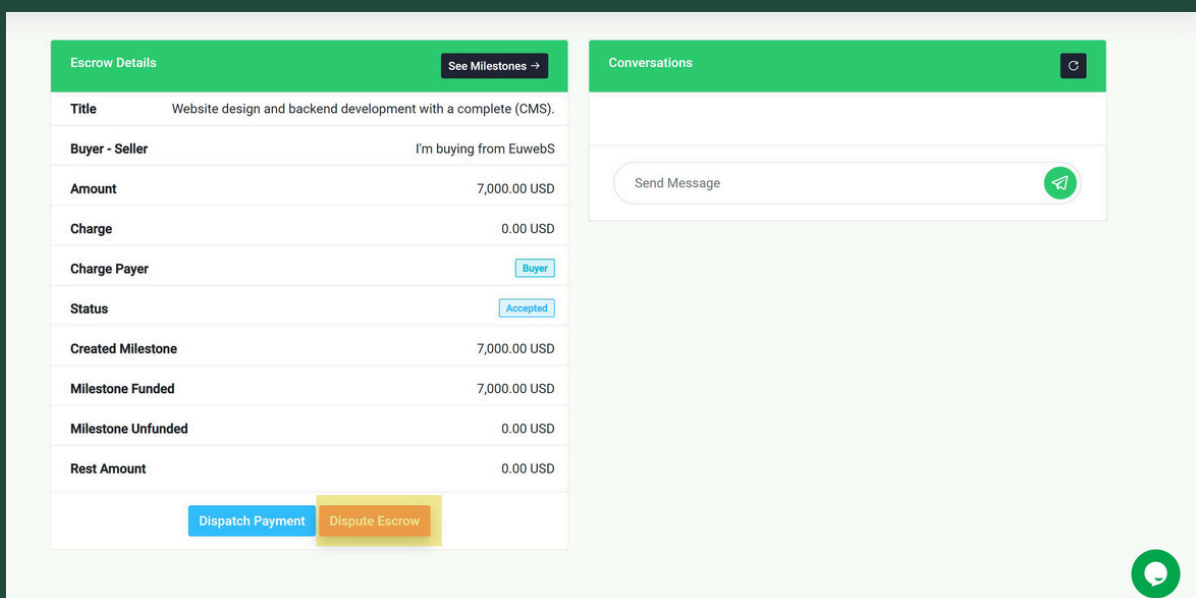 Escrow Details
See Milestones →
Title Website design and backend development with a complete (CMS).
Buyer - Seller I'm buying from EuwebS
Amount 7,000.00 USD
Charge 0.00 USD
Charge Payer Buyer
Status Accepted
Created Milestone 7,000.00 USD
Milestone Funded 7,000.00 USD
Milestone Unfunded 0.00 USD
Rest Amount 0.00 USD
Dispatch Payment Dispute Escrow
Conversations
Send Message